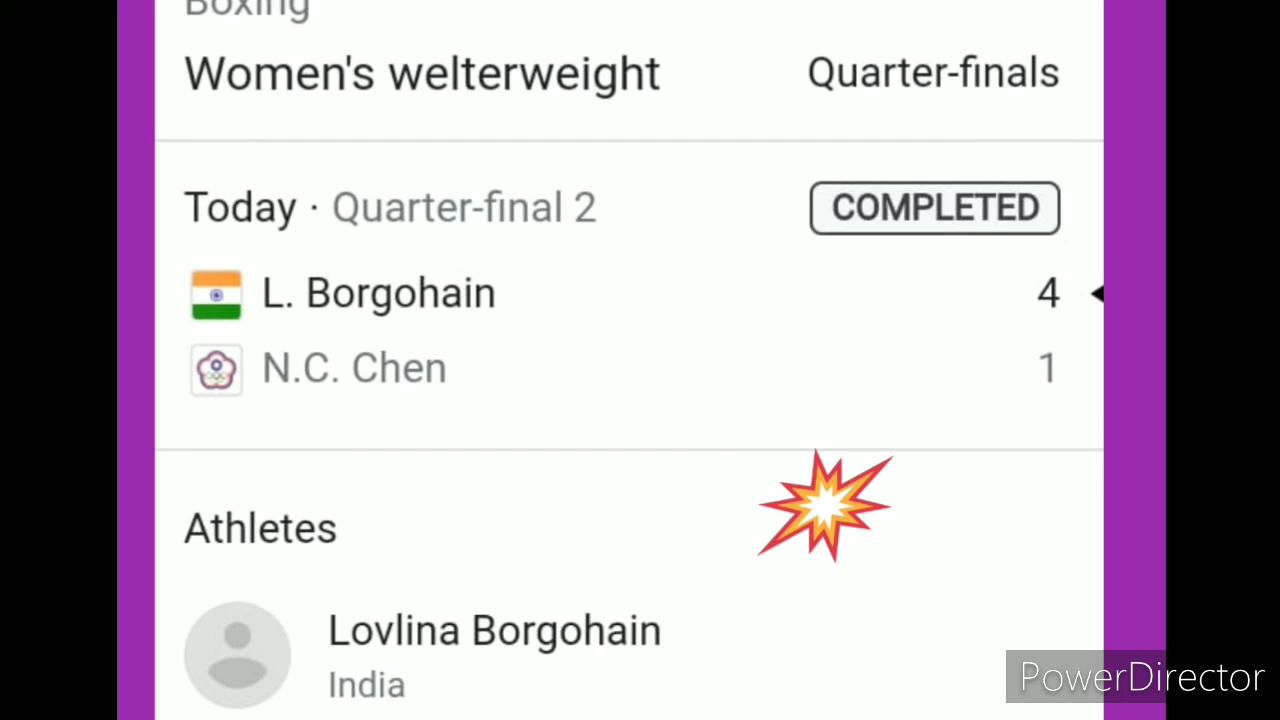 Boxing
Women's welterweight Quarter-finals
Today · Quarter-final 2 COMPLETED
L. Borgohain 4
N.C. Chen 1
Athletes
Lovlina Borgohain
India
PowerDirector